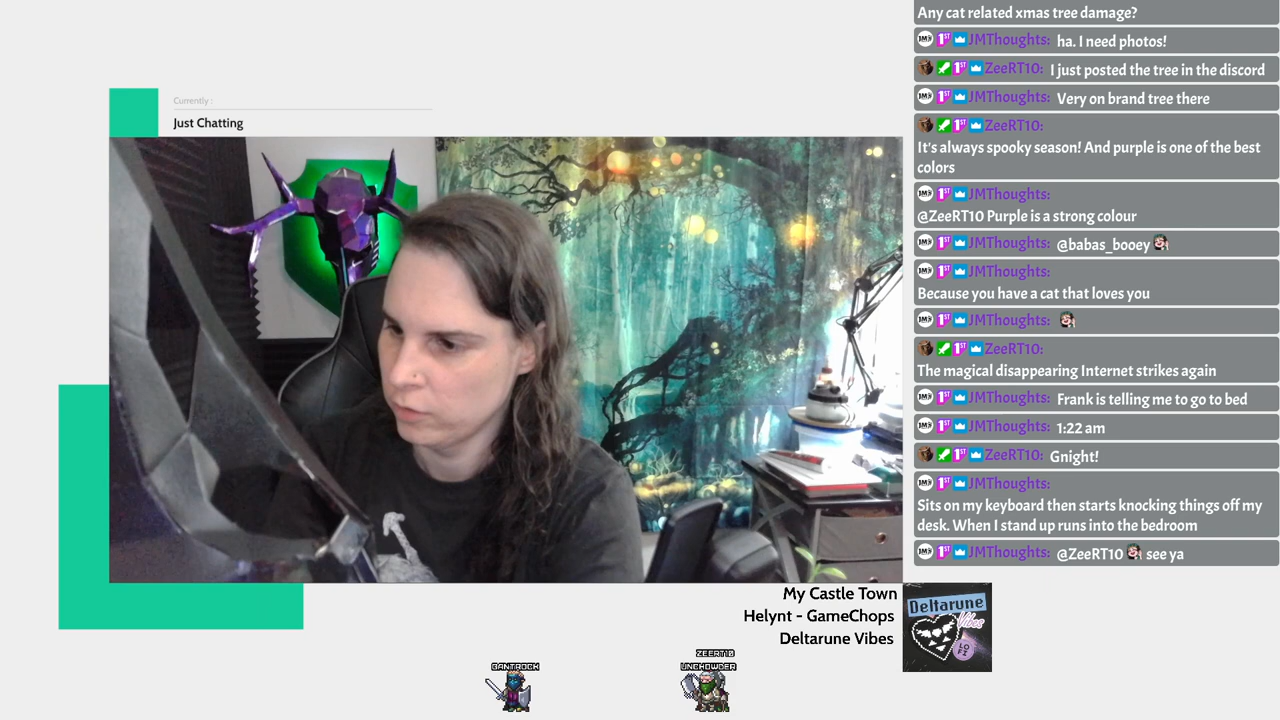 Currently :
Just Chatting
Any cat related xmas tree damage?
JMThoughts: ha. I need photos!
ZeeRT10: I just posted the tree in the discord
JMThoughts: Very on brand tree there
ZeeRT10:
It's always spooky season! And purple is one of the best
colors
JMThoughts:
@ZeeRT10 Purple is a strong colour
JMThoughts: @babas_booey
JMThoughts:
Because you have a cat that loves you
JMThoughts:
ZeeRT10:
The magical disappearing Internet strikes again
JMThoughts: Frank is telling me to go to bed
JMThoughts: 1:22 am
ZeeRT10: Gnight!
JMThoughts:
Sits on my keyboard then starts knocking things off my
desk. When I stand up runs into the bedroom
JMThoughts: @ZeeRT10 see ya
My Castle Town
Helynt - GameChops
Deltarune Vibes
Deltarune
Vibes
LO
FI
ZEERT10
GANTROCK
UNCHOWDER